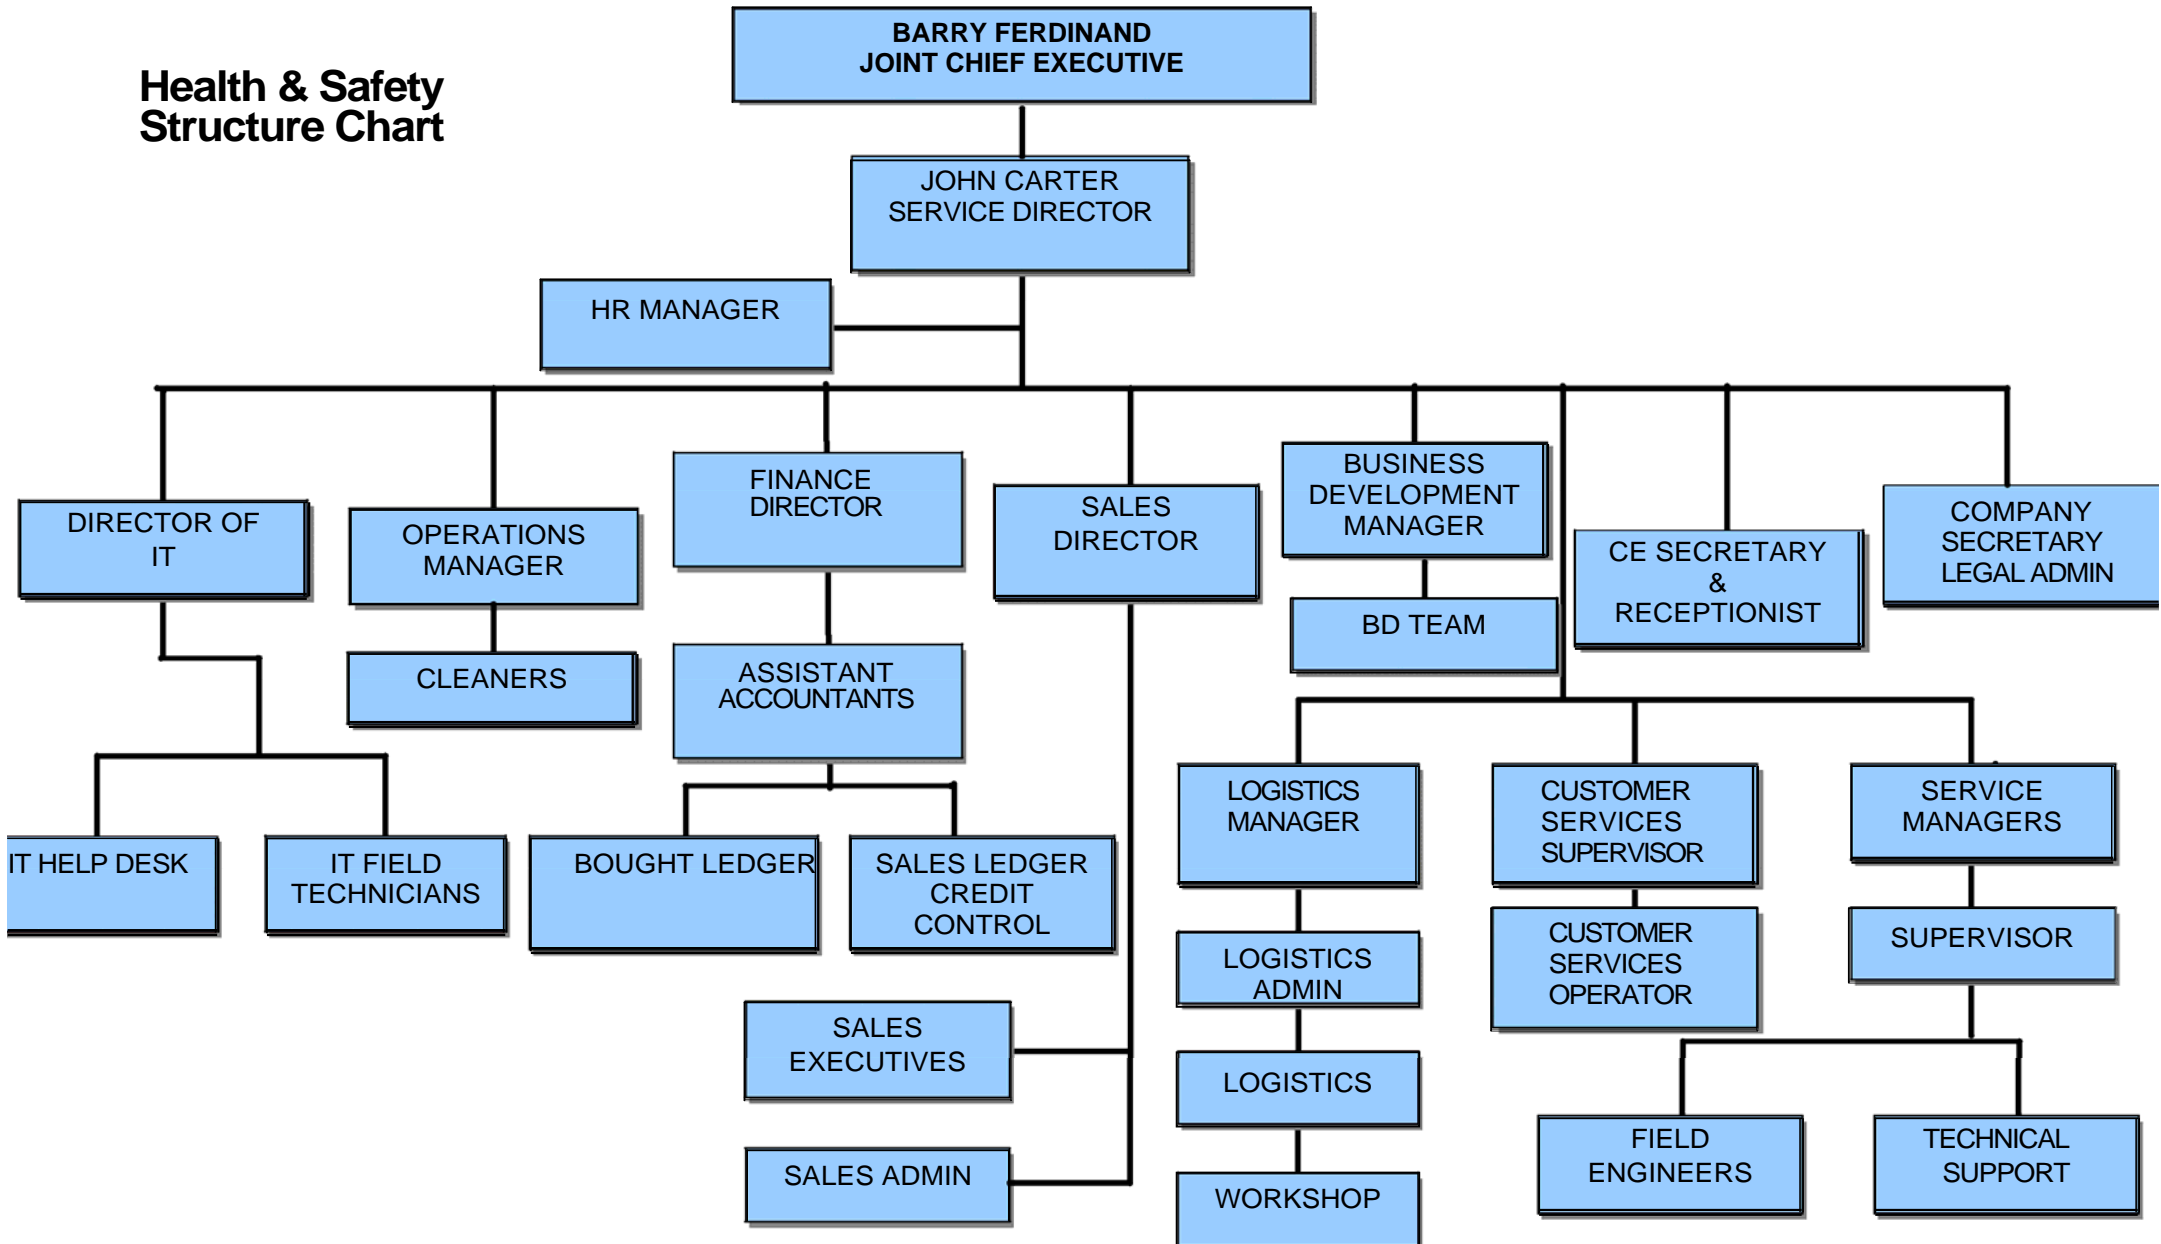 Health & Safety
Structure Chart
BARRY FERDINAND
JOINT CHIEF EXECUTIVE
JOHN CARTER
SERVICE DIRECTOR
HR MANAGER
DIRECTOR OF
IT
OPERATIONS
MANAGER
FINANCE
DIRECTOR
SALES
DIRECTOR
BUSINESS
DEVELOPMENT
MANAGER
CE SECRETARY
&
RECEPTIONIST
COMPANY
SECRETARY
LEGAL ADMIN
CLEANERS
ASSISTANT
ACCOUNTANTS
BD TEAM
IT HELP DESK
IT FIELD
TECHNICIANS
BOUGHT LEDGER
SALES LEDGER
CREDIT
CONTROL
LOGISTICS
MANAGER
CUSTOMER
SERVICES
SUPERVISOR
SERVICE
MANAGERS
LOGISTICS
ADMIN
CUSTOMER
SERVICES
OPERATOR
SUPERVISOR
SALES
EXECUTIVES
LOGISTICS
SALES ADMIN
WORKSHOP
FIELD
ENGINEERS
TECHNICAL
SUPPORT